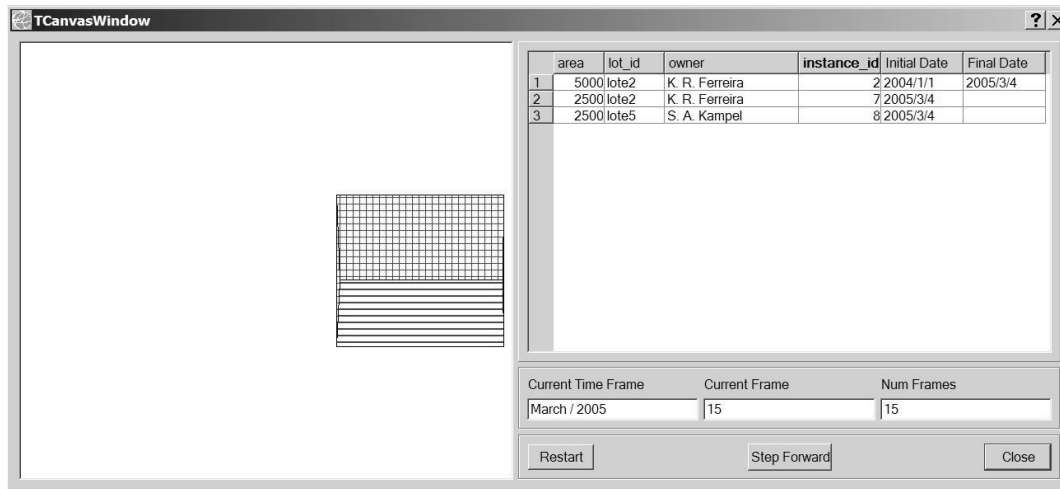 TCanvasWindow ? ×
area lot_id owner instance_id Initial Date Final Date
1 5000 lote2 K. R. Ferreira 2 2004/1/1 2005/3/4
2 2500 lote2 K. R. Ferreira 7 2005/3/4
3 2500 lote5 S. A. Kampel 8 2005/3/4
Current Time Frame Current Frame Num Frames
March / 2005 15 15
Restart Step Forward Close